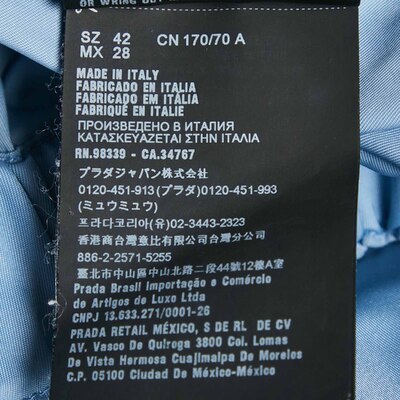 OR WRING OUT
SZ 42 CN 170/70 A
MX 28
MADE IN ITALY
FABRICADO EN ITALIA
FABRICADO EM ITÁLIA
FABRIQUÉ EN ITALIE
ПРОИЗВЕДЕНО В ИТАЛИЯ
ΚΑΤΑΣΚΕΥΑΖΕΤΑΙ ΣΤΗΝ ΙΤΑΛΙΑ
RN.98339 - CA.34767
プラダジャパン株式会社
0120-451-913(プラダ)0120-451-993
(ミュウミュウ)
프라다코리아(유) 02-3443-2323
香港商台灣意比有限公司台灣分公司
886-2-2571-5255
臺北市中山區中山北路二段44號12樓A室
Prada Brasil Importação e Comércio
de Artigos de Luxo Ltda
CNPJ 13.633.271/0001-26
PRADA RETAIL MÉXICO, S DE RL DE CV
AV. Vasco De Quiroga 3800 Col. Lomas
De Vista Hermosa Cuajimalpa De Morelos
C.P. 05100 Ciudad De México-México